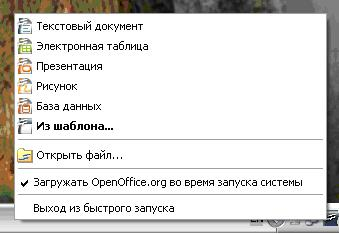 Текстовый документ
Электронная таблица
Презентация
Рисунок
База данных
Из шаблона...
Открыть файл...
Загружать OpenOffice.org во время запуска системы
Выход из быстрого запуска